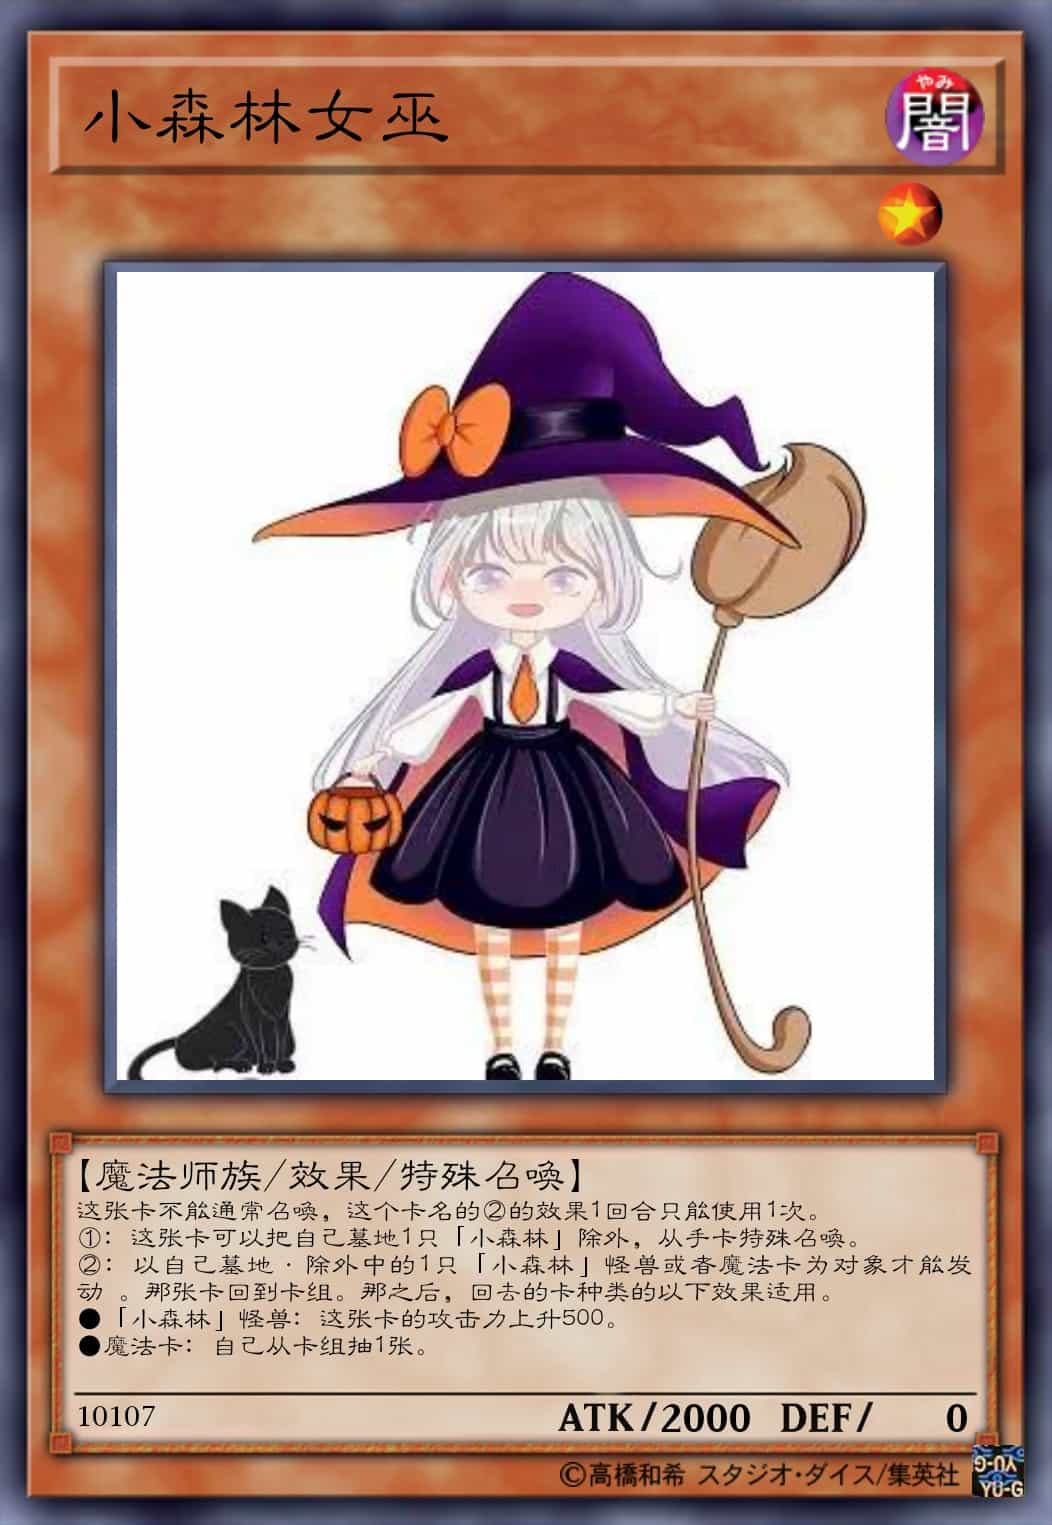 小森林女巫
やみ
闇
【魔法师族/效果/特殊召唤】
这张卡不能通常召唤，这个卡名的②的效果1回合只能使用1次。
①：这张卡可以把自己墓地1只「小森林」除外，从手卡特殊召唤。
②：以自己墓地·除外中的1只「小森林」怪兽或者魔法卡为对象才能发
动 。那张卡回到卡组。那之后，回去的卡种类的以下效果适用。
●「小森林」怪兽：这张卡的攻击力上升500。
●魔法卡：自己从卡组抽1张。
10107 ATK/2000 DEF/ 0
©高橋和希 スタジオ·ダイス/集英社
YU-G
YU-G